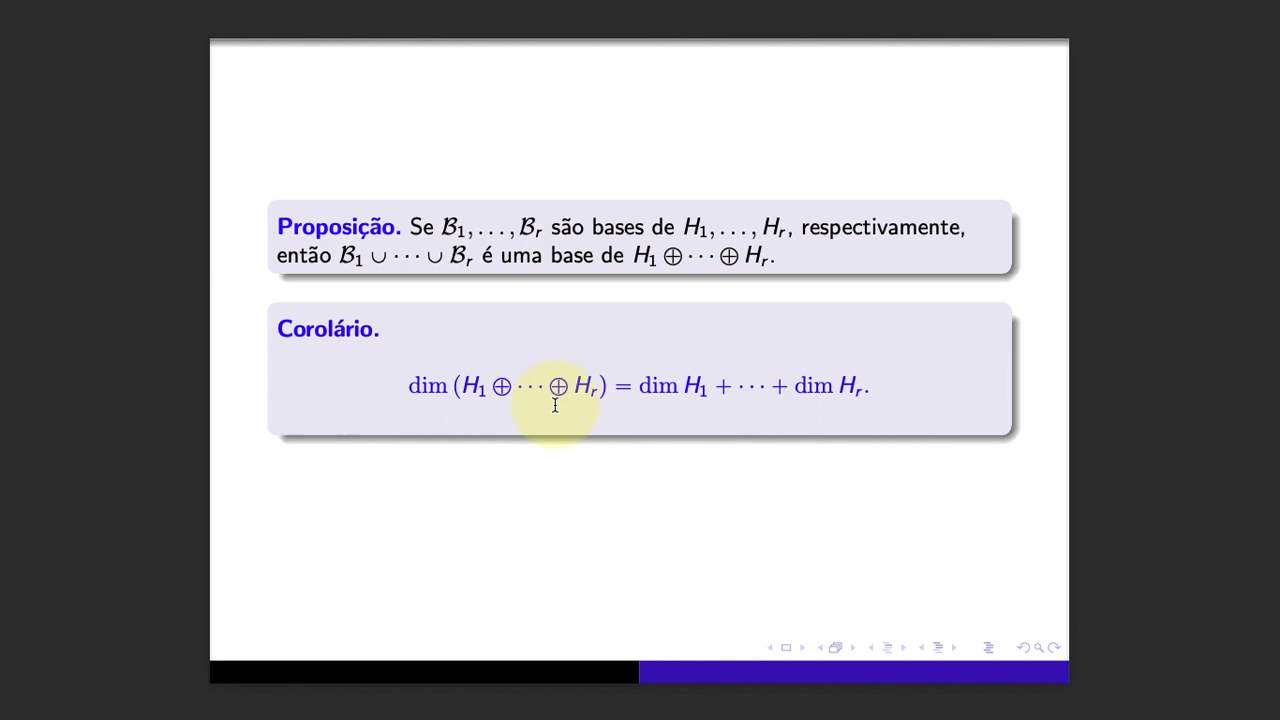 Proposição. Se ℬ₁, . . . , ℬᵣ são bases de H₁, . . . , Hᵣ, respectivamente,
então ℬ₁ ∪ · · · ∪ ℬᵣ é uma base de H₁ ⊕ · · · ⊕ Hᵣ.
Corolário.
dim (H₁ ⊕ · · · ⊕ Hᵣ) = dim H₁ + · · · + dim Hᵣ.